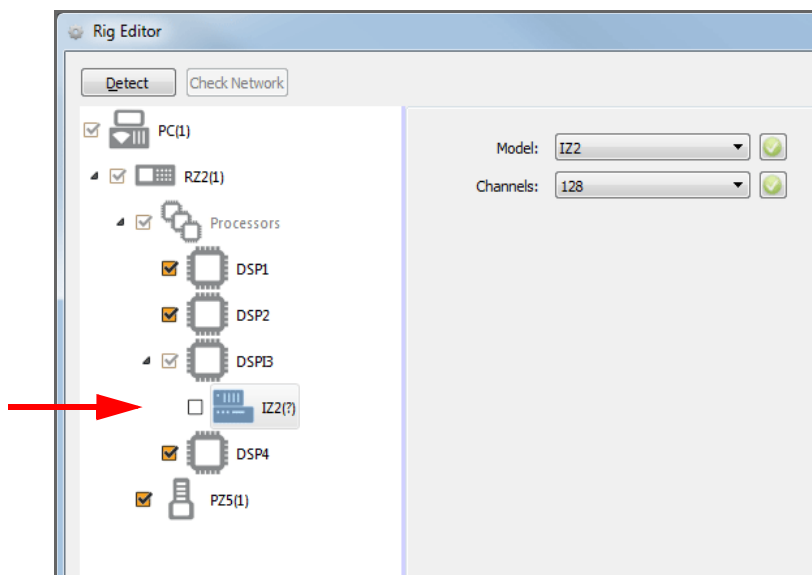 Rig Editor
Detect
Check Network
PC(1)
RZ2(1)
Processors
DSP1
DSP2
DSPI3
IZ2(?)
DSP4
PZ5(1)
Model: IZ2
Channels: 128